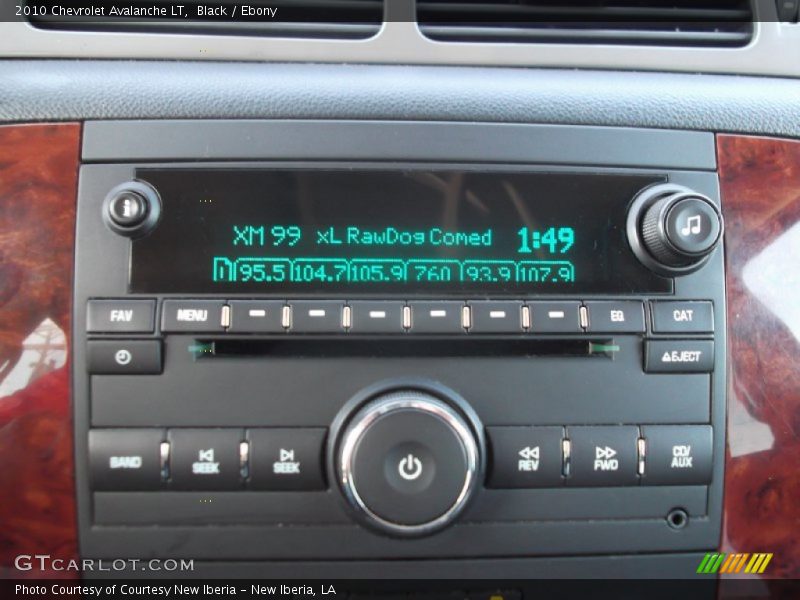 2010 Chevrolet Avalanche LT, Black / Ebony
XM 99 xL RawDog Comed 1:49
95.5 104.7 105.9 760 93.9 107.9
FAV MENU EQ CAT
EJECT
BAND SEEK SEEK REV FWD CD/AUX
GTCARLOT.COM
Photo Courtesy of Courtesy New Iberia - New Iberia, LA